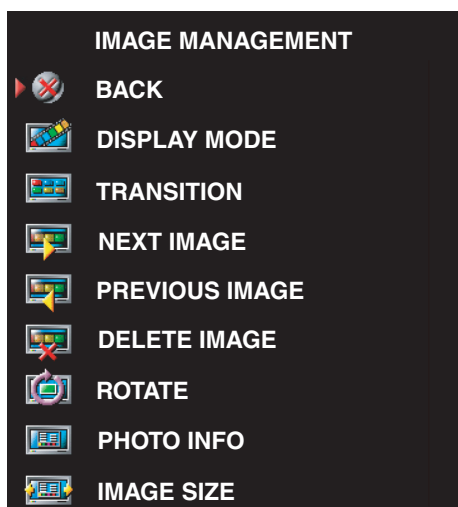 IMAGE MANAGEMENT
BACK
DISPLAY MODE
TRANSITION
NEXT IMAGE
PREVIOUS IMAGE
DELETE IMAGE
ROTATE
PHOTO INFO
IMAGE SIZE